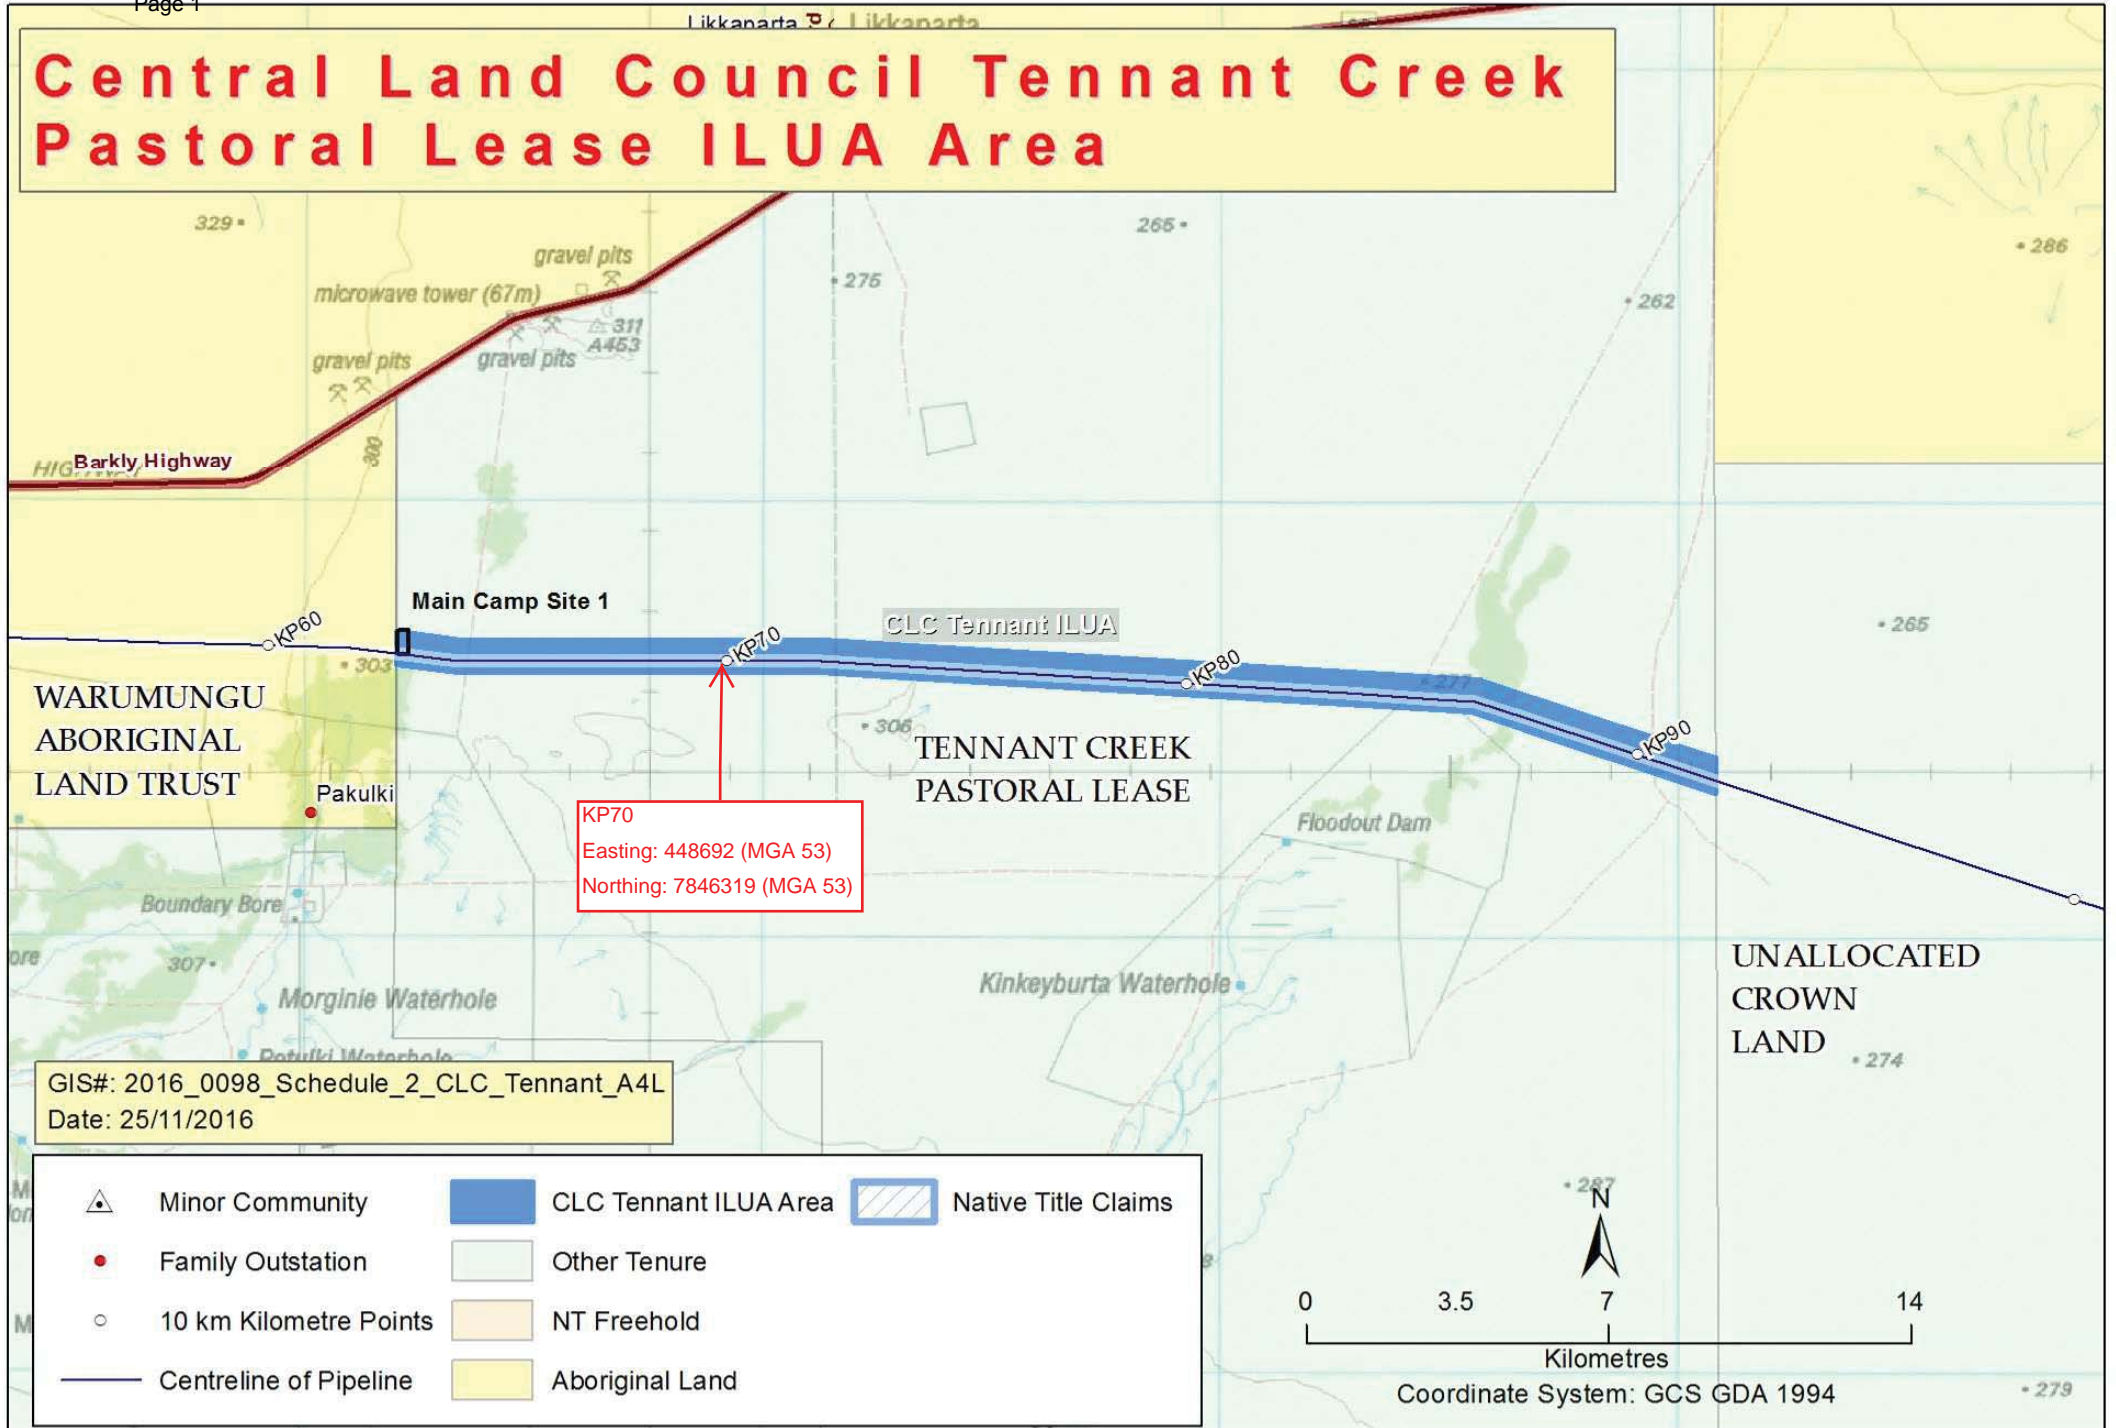 Page 1
Likkaparta
Likkaparta
Central Land Council Tennant Creek
Pastoral Lease ILUA Area
329
265
286
gravel pits
275
microwave tower (67m)
262
311
A453
gravel pits
gravel pits
300
Barkly Highway
Main Camp Site 1
KP60
KP70
CLC Tennant ILUA
265
303
KP80
277
WARUMUNGU
ABORIGINAL
LAND TRUST
306
KP90
TENNANT CREEK
PASTORAL LEASE
Pakulki
KP70
Easting: 448692 (MGA 53)
Northing: 7846319 (MGA 53)
Floodout Dam
Boundary Bore
ore
307
Kinkeyburta Waterhole
UNALLOCATED
CROWN
LAND
Morginie Waterhole
Potulki Waterhole
274
GIS#: 2016_0098_Schedule_2_CLC_Tennant_A4L
Date: 25/11/2016
Minor Community
CLC Tennant ILUA Area
Native Title Claims
287
N
Family Outstation
Other Tenure
0 3.5 7 14
10 km Kilometre Points
NT Freehold
Kilometres
Centreline of Pipeline
Aboriginal Land
Coordinate System: GCS GDA 1994
279